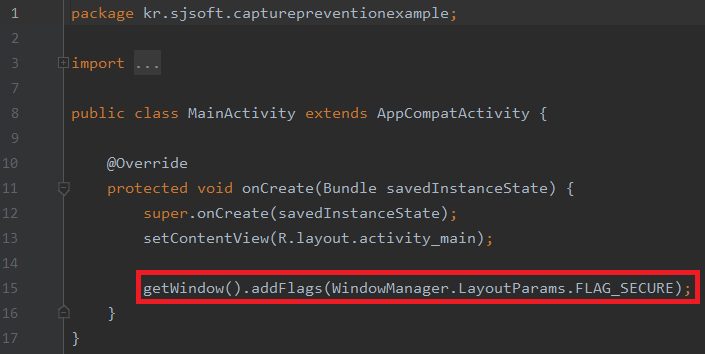 1 package kr.sjsoft.capturepreventionexample;
2
3 import ...
7
8 public class MainActivity extends AppCompatActivity {
9
10 @Override
11 protected void onCreate(Bundle savedInstanceState) {
12 super.onCreate(savedInstanceState);
13 setContentView(R.layout.activity_main);
14
15 getWindow().addFlags(WindowManager.LayoutParams.FLAG_SECURE);
16 }
17 }